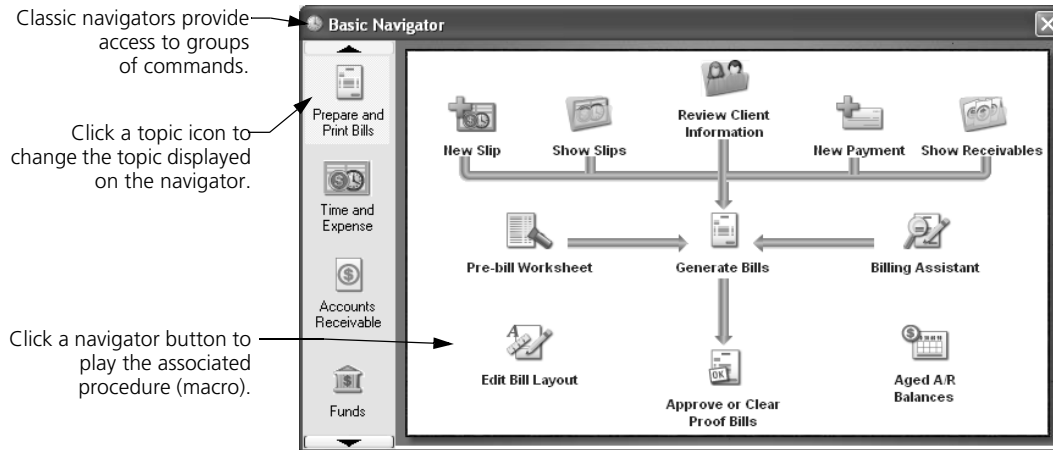 Classic navigators provide
access to groups
of commands.
Click a topic icon to
change the topic displayed
on the navigator.
Click a navigator button to
play the associated
procedure (macro).
Basic Navigator
Prepare and
Print Bills
Time and
Expense
Accounts
Receivable
Funds
New Slip
Show Slips
Review Client
Information
New Payment
Show Receivables
Pre-bill Worksheet
Generate Bills
Billing Assistant
Edit Bill Layout
OK
Approve or Clear
Proof Bills
Aged A/R
Balances